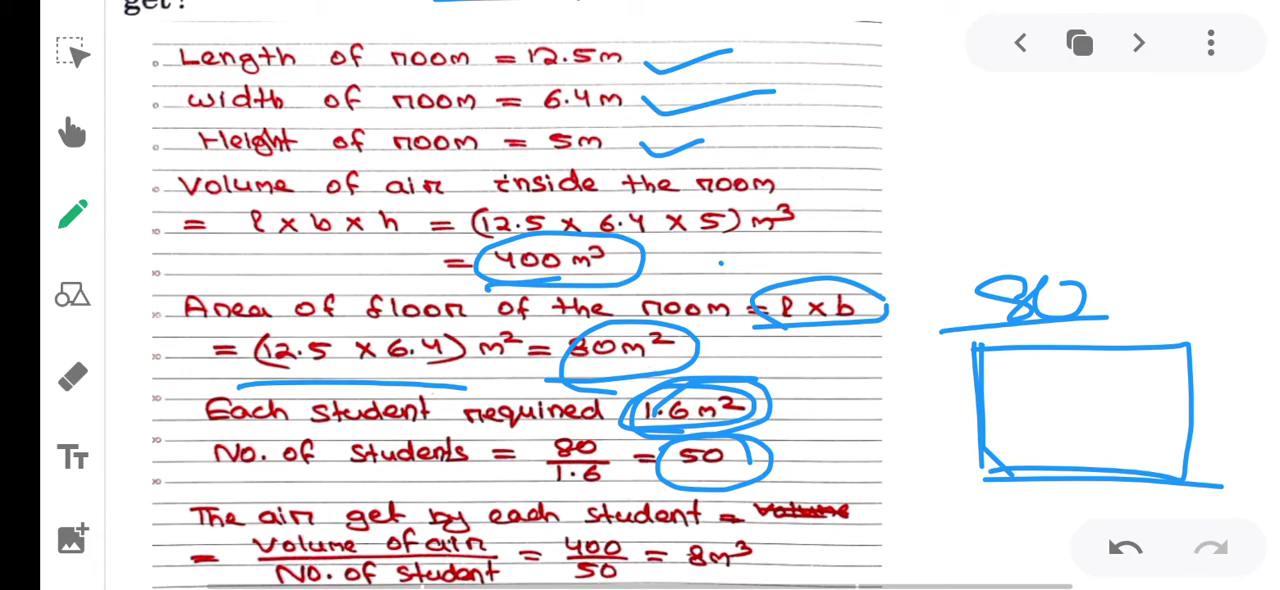 get?
Length of room = 12.5m
Width of room = 6.4m
Height of room = 5m
Volume of air inside the room
= l × b × h = (12.5 × 6.4 × 5) m³
= 400 m³
Area of floor of the room = l × b
= (12.5 × 6.4) m² = 80m²
Each student required 1.6 m²
No. of students = 80/1.6 = 50
The air get by each student = Volume
= Volume of air/No. of student = 400/50 = 8m³
80
Tт